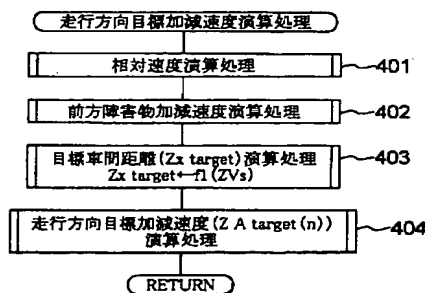 走行方向目標加減速度演算処理
相対速度演算処理
401
前方障害物加減速度演算処理
402
目標車間距離(Zx target)演算処理
Zx target←f1(ZVs)
403
走行方向目標加減速度(Z A target(n))
演算処理
404
RETURN